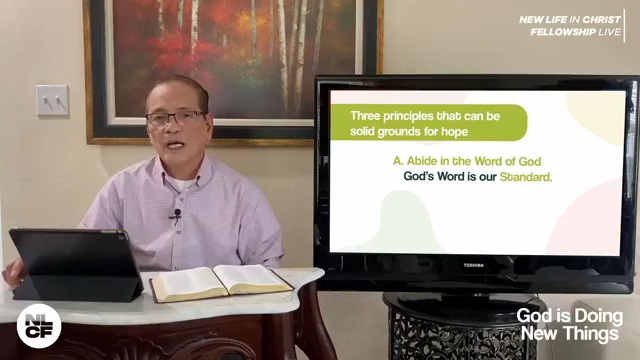 NEW LIFE IN CHRIST
FELLOWSHIP LIVE
Three principles that can be
solid grounds for hope
A. Abide in the Word of God
God's Word is our Standard.
TOSHIBA
NL
CF
God is Doing
New Things